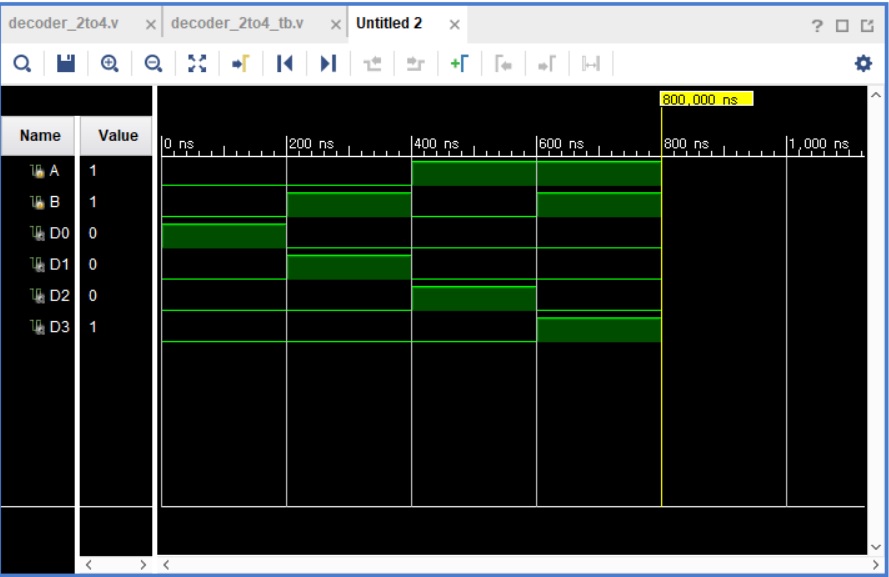 decoder_2to4.v × decoder_2to4_tb.v × Untitled 2 ×
?
800,000 ns
Name Value
0 ns 200 ns 400 ns 600 ns 800 ns 1,000 ns
A 1
B 1
D0 0
D1 0
D2 0
D3 1